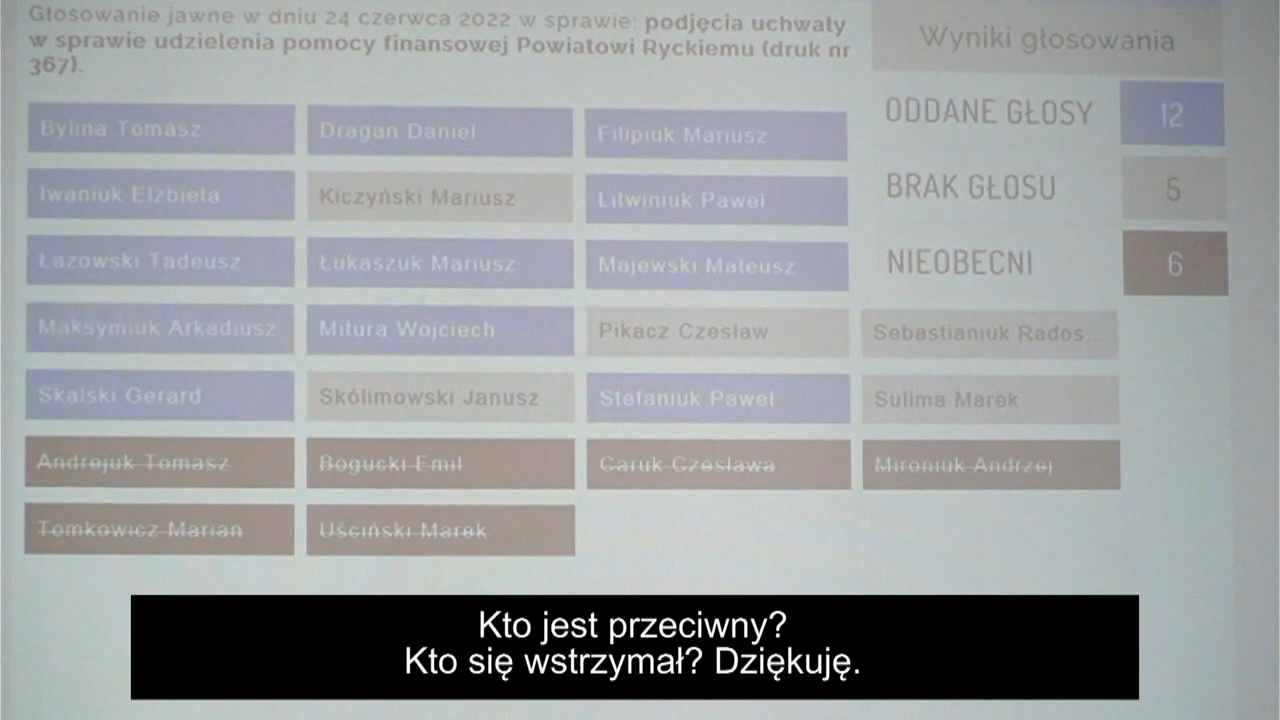 Głosowanie jawne w dniu 24 czerwca 2022 w sprawie: podjęcia uchwały
w sprawie udzielenia pomocy finansowej Powiatowi Ryckiemu (druk nr
367).
Wyniki głosowania
ODDANE GŁOSY 12
BRAK GŁOSU 5
NIEOBECNI 6
Bylina Tomasz Dragan Daniel Filipiuk Mariusz
Iwaniuk Elżbieta Kiczyński Mariusz Litwiniuk Paweł
Łazowski Tadeusz Łukaszuk Mariusz Majewski Mateusz
Maksymiuk Arkadiusz Mitura Wojciech Pikacz Czesław Sebastianiuk Rados...
Skalski Gerard Skólimowski Janusz Stefaniuk Paweł Sulima Marek
Andrejuk Tomasz Bogucki Emil Caruk Czesława Mironiuk Andrzej
Tomkowicz Marian Uściński Marek
Kto jest przeciwny?
Kto się wstrzymał? Dziękuję.